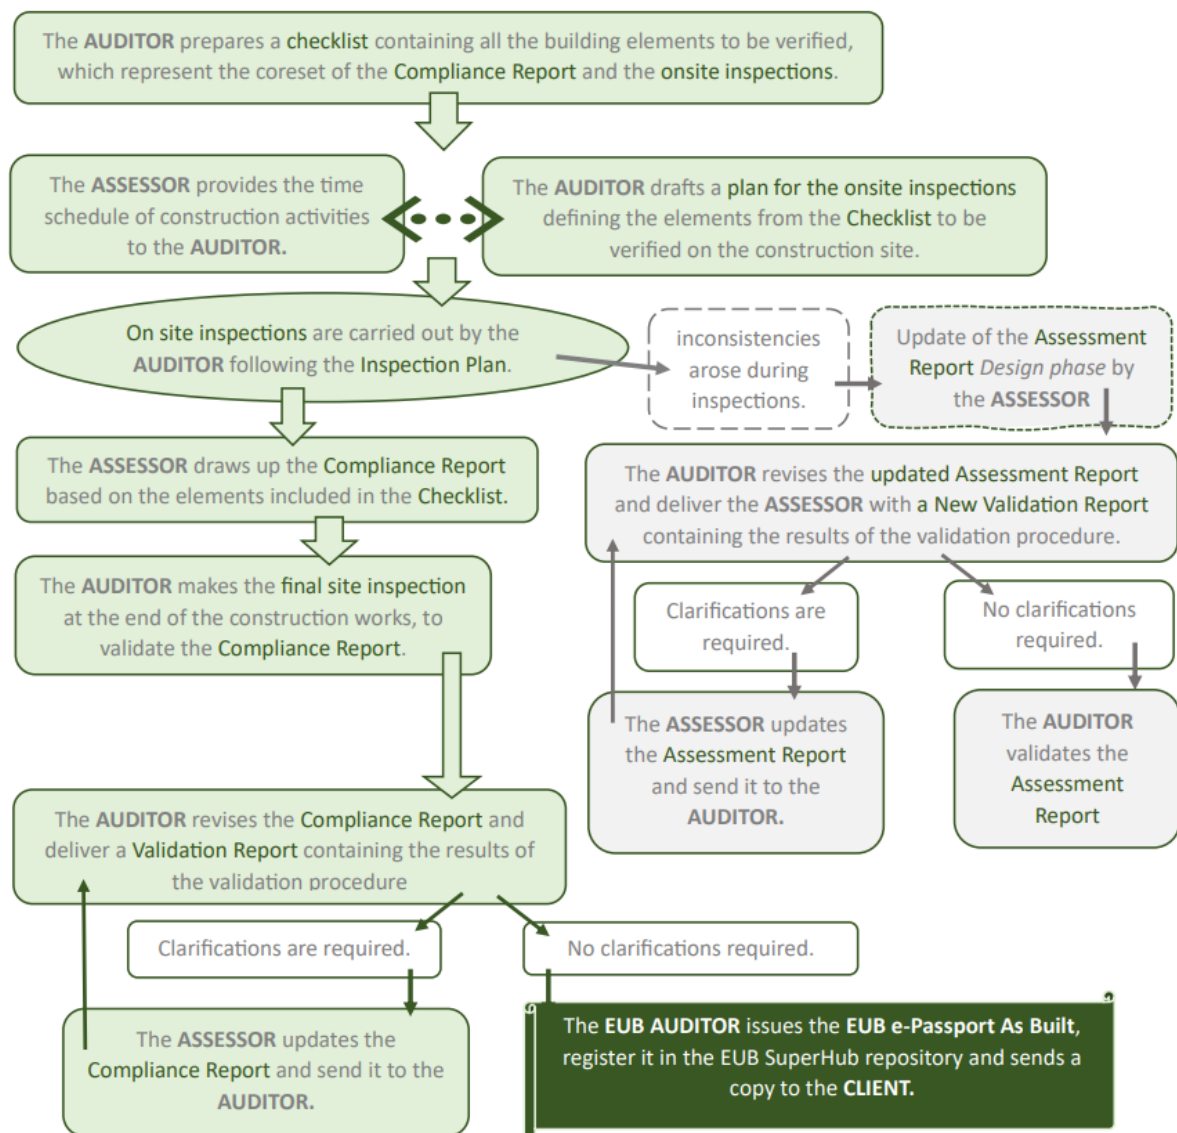 The AUDITOR prepares a checklist containing all the building elements to be verified,
which represent the coreset of the Compliance Report and the onsite inspections.
The ASSESSOR provides the time
schedule of construction activities
to the AUDITOR.
The AUDITOR drafts a plan for the onsite inspections
defining the elements from the Checklist to be
verified on the construction site.
On site inspections are carried out by the
AUDITOR following the Inspection Plan.
inconsistencies
arose during
inspections.
Update of the Assessment
Report Design phase by
the ASSESSOR
The ASSESSOR draws up the Compliance Report
based on the elements included in the Checklist.
The AUDITOR revises the updated Assessment Report
and deliver the ASSESSOR with a New Validation Report
containing the results of the validation procedure.
The AUDITOR makes the final site inspection
at the end of the construction works, to
validate the Compliance Report.
Clarifications are
required.
No clarifications
required.
The ASSESSOR updates
the Assessment Report
and send it to the
AUDITOR.
The AUDITOR
validates the
Assessment
Report
The AUDITOR revises the Compliance Report and
deliver a Validation Report containing the results of
the validation procedure
Clarifications are required.
No clarifications required.
The ASSESSOR updates the
Compliance Report and send it to the
AUDITOR.
The EUB AUDITOR issues the EUB e-Passport As Built,
register it in the EUB SuperHub repository and sends a
copy to the CLIENT.